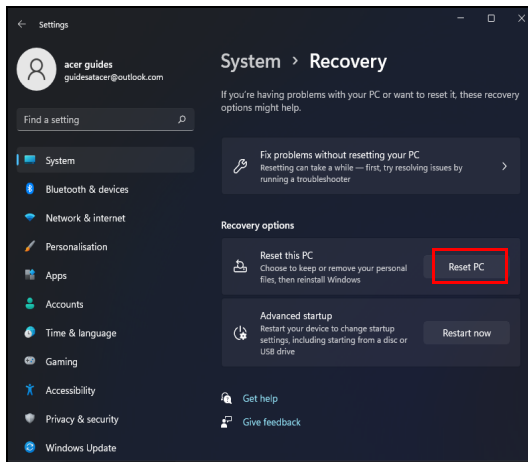 Settings
acer guides
guidesatacer@outlook.com
Find a setting
System
Bluetooth & devices
Network & internet
Personalisation
Apps
Accounts
Time & language
Gaming
Accessibility
Privacy & security
Windows Update
System > Recovery
If you're having problems with your PC or want to reset it, these recovery
options might help.
Fix problems without resetting your PC
Resetting can take a while — first, try resolving issues by
running a troubleshooter
Recovery options
Reset this PC
Choose to keep or remove your personal
files, then reinstall Windows
Reset PC
Advanced startup
Restart your device to change startup
settings, including starting from a disc or
USB drive
Restart now
Get help
Give feedback